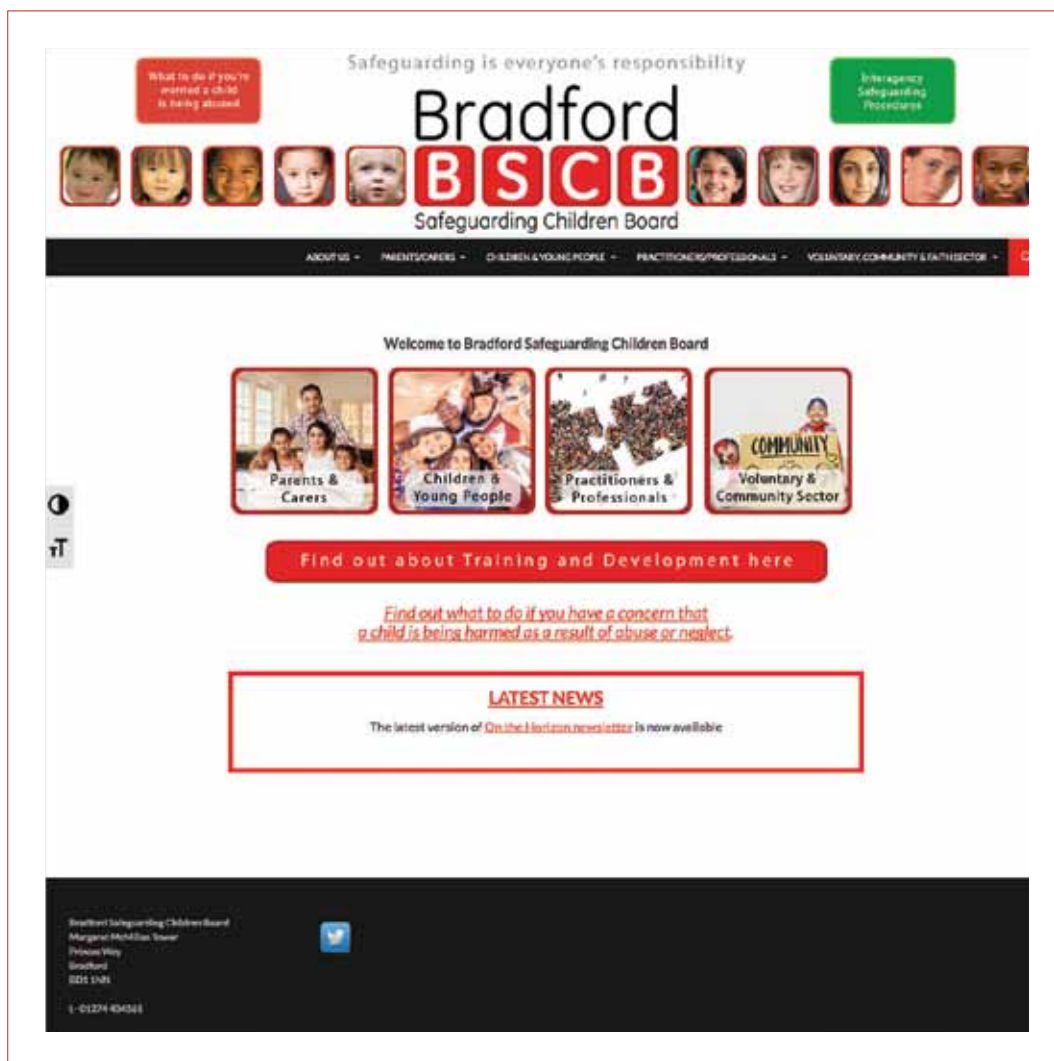 Safeguarding is everyone's responsibility
What to do if you're
worried a child
is being abused
Interagency
Safeguarding
Procedures
Bradford
BSCB
Safeguarding Children Board
ABOUT US
PARENTS/CARERS
CHILDREN & YOUNG PEOPLE
PRACTITIONERS/PROFESSIONALS
VOLUNTARY, COMMUNITY & FAITH SECTOR
Welcome to Bradford Safeguarding Children Board
Parents &
Carers
Children &
Young People
Practitioners &
Professionals
COMMUNITY
Voluntary &
Community Sector
TT
Find out about Training and Development here
Find out what to do if you have a concern that
a child is being harmed as a result of abuse or neglect.
LATEST NEWS
The latest version of On the Horizon newsletter is now available
Bradford Safeguarding Children Board
Margaret McMillan Tower
Princes Way
Bradford
BD1 1NN